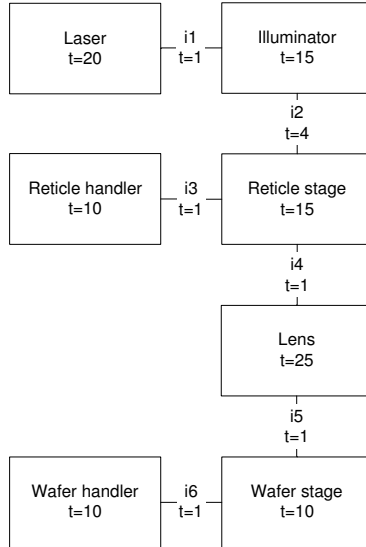 Laser
t=20
i1
t=1
Illuminator
t=15
i2
t=4
Reticle handler
t=10
i3
t=1
Reticle stage
t=15
i4
t=1
Lens
t=25
i5
t=1
Wafer handler
t=10
i6
t=1
Wafer stage
t=10